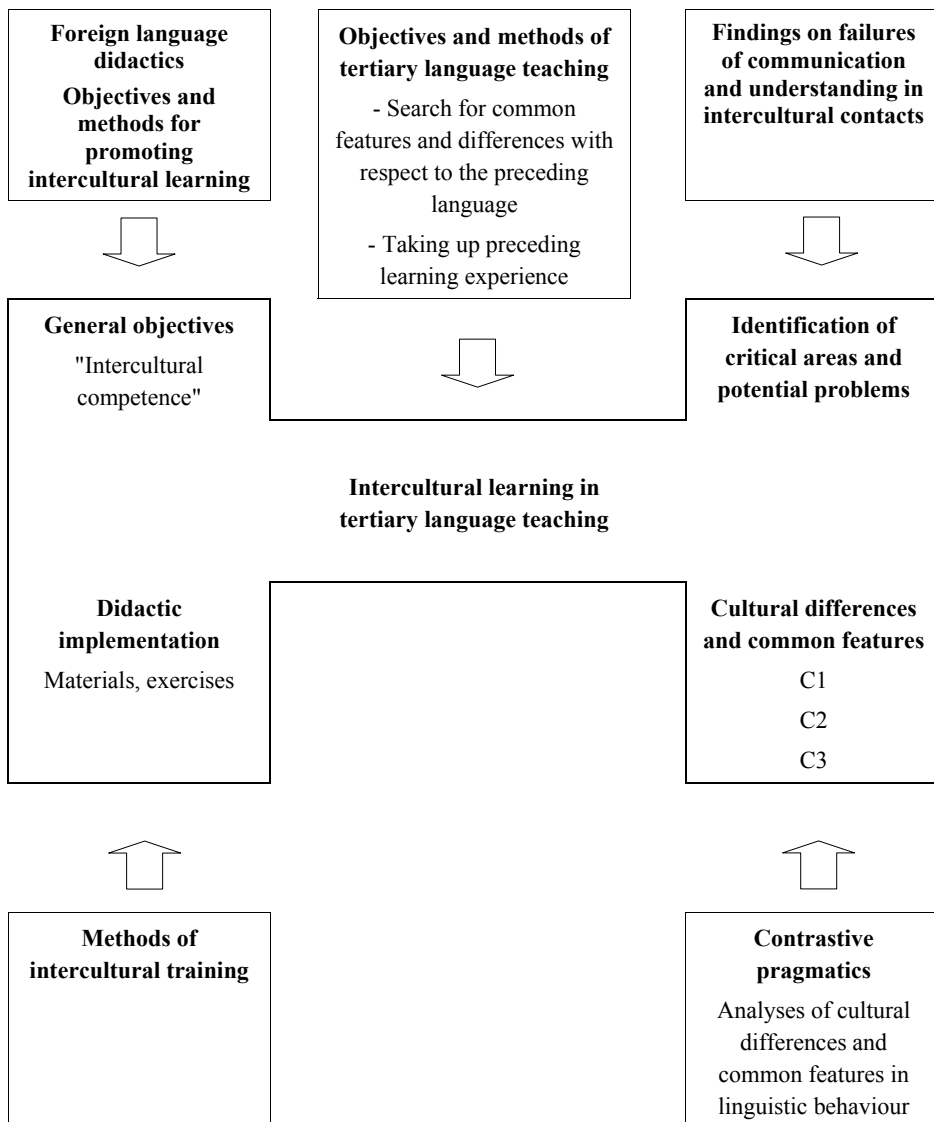 Foreign language
didactics
Objectives and
methods for
promoting
intercultural learning
Objectives and methods of
tertiary language teaching
- Search for common
features and differences with
respect to the preceding
language
- Taking up preceding
learning experience
Findings on failures
of communication
and understanding in
intercultural contacts
General objectives
"Intercultural
competence"
Identification of
critical areas and
potential problems
Intercultural learning in
tertiary language teaching
Didactic
implementation
Materials, exercises
Cultural differences
and common features
C1
C2
C3
Methods of
intercultural training
Contrastive
pragmatics
Analyses of cultural
differences and
common features in
linguistic behaviour